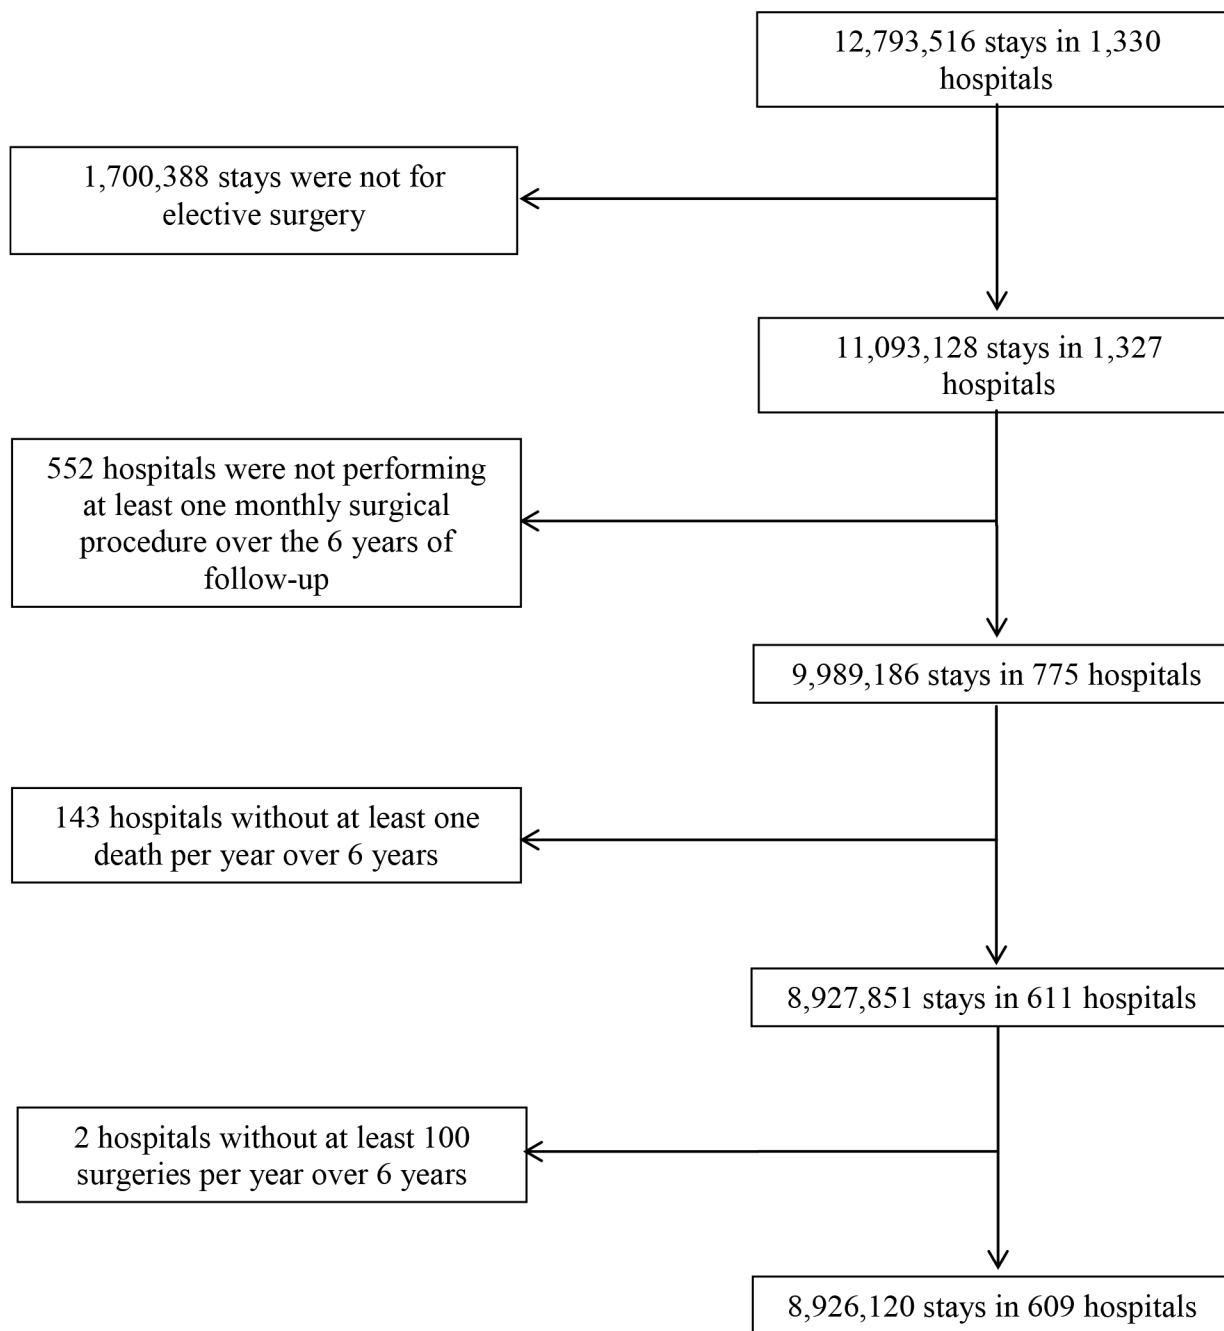 12,793,516 stays in 1,330
hospitals
1,700,388 stays were not for
elective surgery
11,093,128 stays in 1,327
hospitals
552 hospitals were not performing
at least one monthly surgical
procedure over the 6 years of
follow-up
9,989,186 stays in 775 hospitals
143 hospitals without at least one
death per year over 6 years
8,927,851 stays in 611 hospitals
2 hospitals without at least 100
surgeries per year over 6 years
8,926,120 stays in 609 hospitals